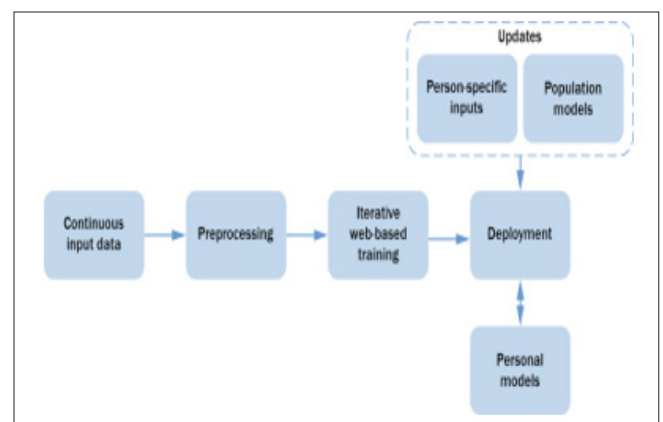 Updates
Person-specific
inputs
Population
models
Continuous
input data
Preprocessing
Iterative
web-based
training
Deployment
Personal
models